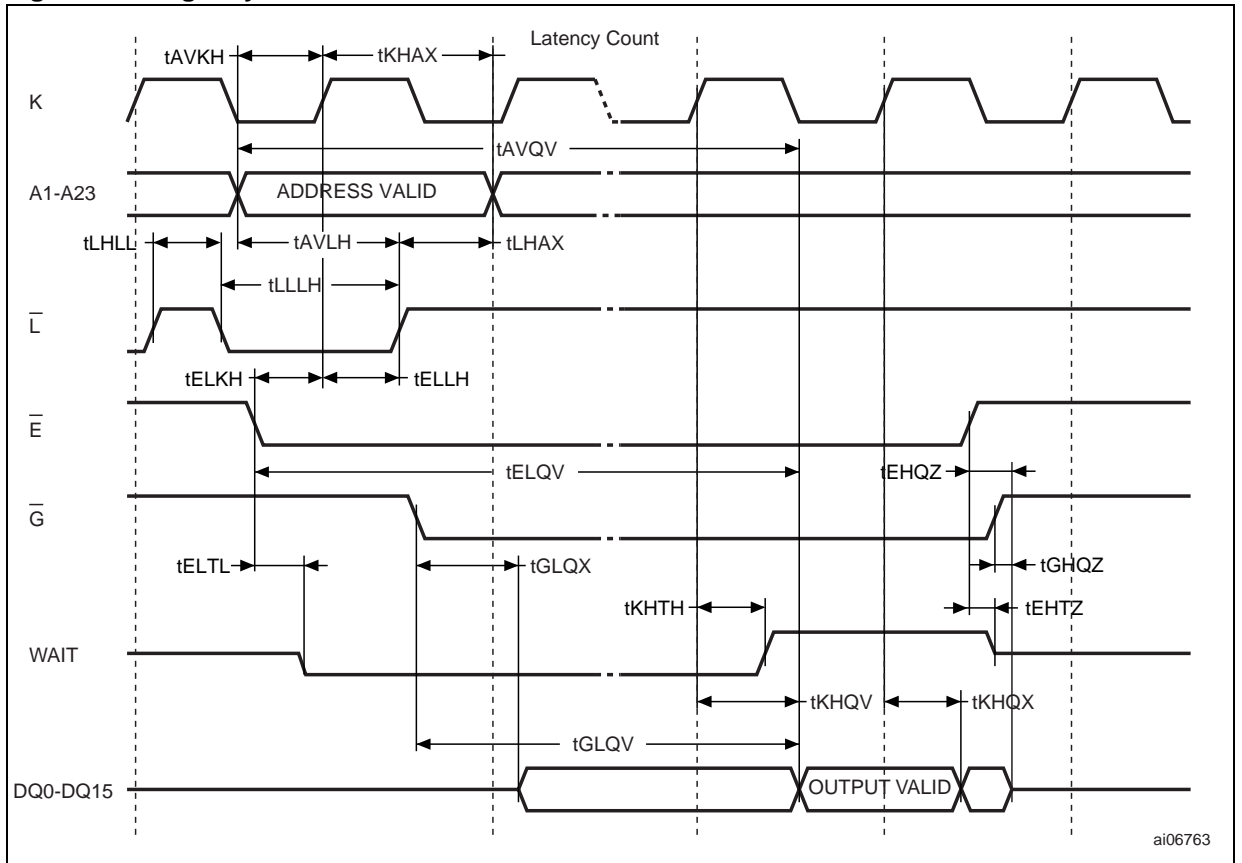 Latency Count
tAVKH
tKHAX
K
tAVQV
A1-A23
ADDRESS VALID
tLHLL
tAVLH
tLHAX
tLLLH
L
tELKH
tELLH
E
tELQV
tEHQZ
G
tELTL
tGLQX
tGHQZ
tKHTH
tEHTZ
WAIT
tKHQV
tKHQX
tGLQV
DQ0-DQ15
OUTPUT VALID
ai06763